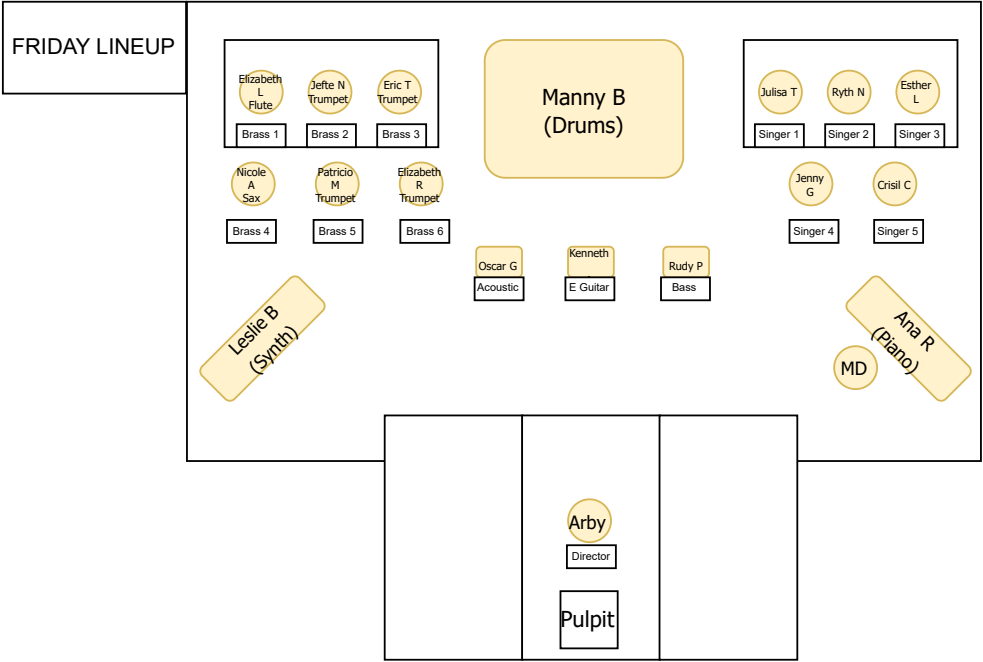 FRIDAY LINEUP
Elizabeth
L
Flute
Jefte N
Trumpet
Eric T
Trumpet
Brass 1
Brass 2
Brass 3
Manny B
(Drums)
Julisa T
Ryth N
Esther
L
Singer 1
Singer 2
Singer 3
Nicole
A
Sax
Patricio
M
Trumpet
Elizabeth
R
Trumpet
Brass 4
Brass 5
Brass 6
Jenny
G
Crisil C
Singer 4
Singer 5
Oscar G
Kenneth
Rudy P
Acoustic
E Guitar
Bass
Leslie B
(Synth)
Ana R
(Piano)
MD
Arby
Director
Pulpit